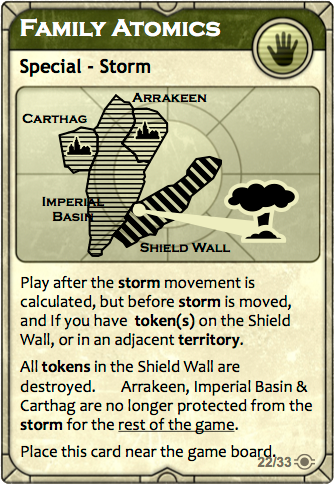 Family Atomics
Special - Storm
Arrakeen
Carthag
Imperial
Basin
Shield Wall
Play after the storm movement is
calculated, but before storm is moved,
and If you have token(s) on the Shield
Wall, or in an adjacent territory.
All tokens in the Shield Wall are
destroyed. Arrakeen, Imperial Basin &
Carthag are no longer protected from the
storm for the rest of the game.
Place this card near the game board.
22/33